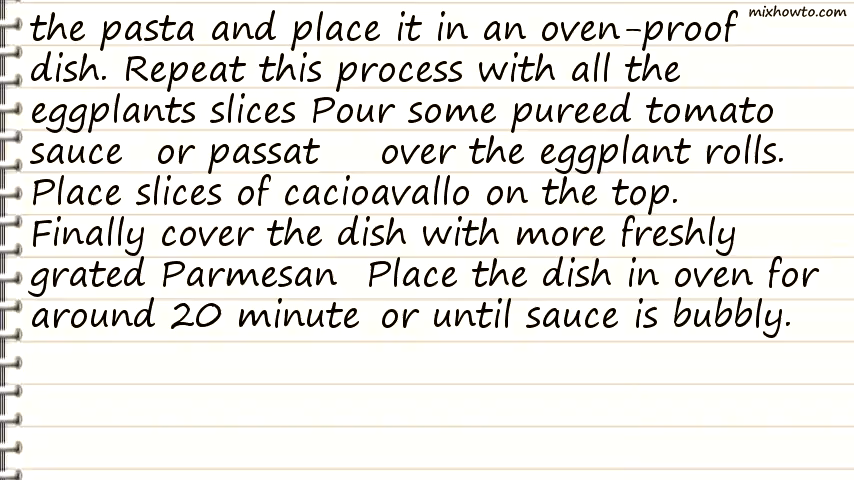 mixhowto.com
the pasta and place it in an oven-proof
dish. Repeat this process with all the
eggplants slices Pour some pureed tomato
sauce or passat over the eggplant rolls.
Place slices of cacioavallo on the top.
Finally cover the dish with more freshly
grated Parmesan Place the dish in oven for
around 20 minute or until sauce is bubbly.